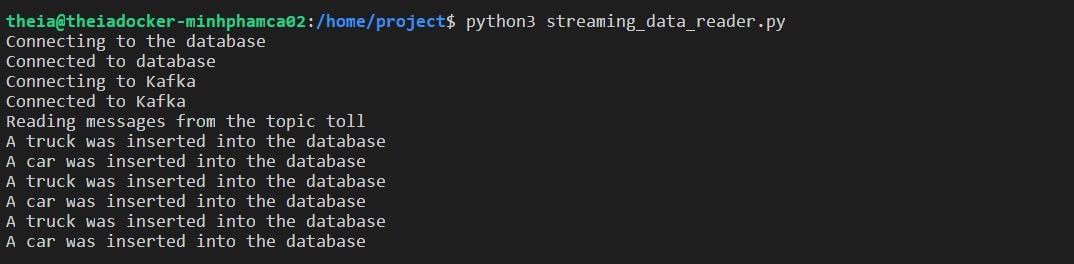 theia@theiadocker-minhphamca02:/home/project$ python3 streaming_data_reader.py
Connecting to the database
Connected to database
Connecting to Kafka
Connected to Kafka
Reading messages from the topic toll
A truck was inserted into the database
A car was inserted into the database
A truck was inserted into the database
A car was inserted into the database
A truck was inserted into the database
A car was inserted into the database